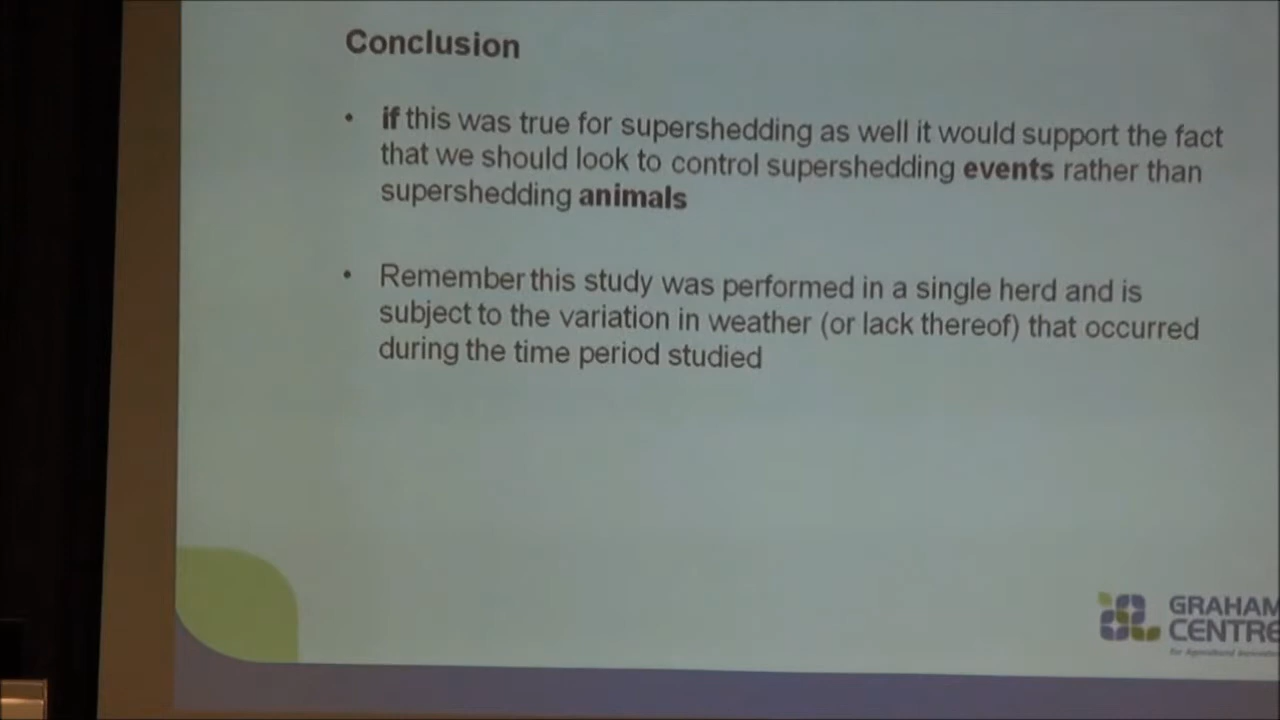 Conclusion
• if this was true for supershedding as well it would support the fact
that we should look to control supershedding events rather than
supershedding animals
• Remember this study was performed in a single herd and is
subject to the variation in weather (or lack thereof) that occurred
during the time period studied
GRAHAM
CENTRE
For Agricultural